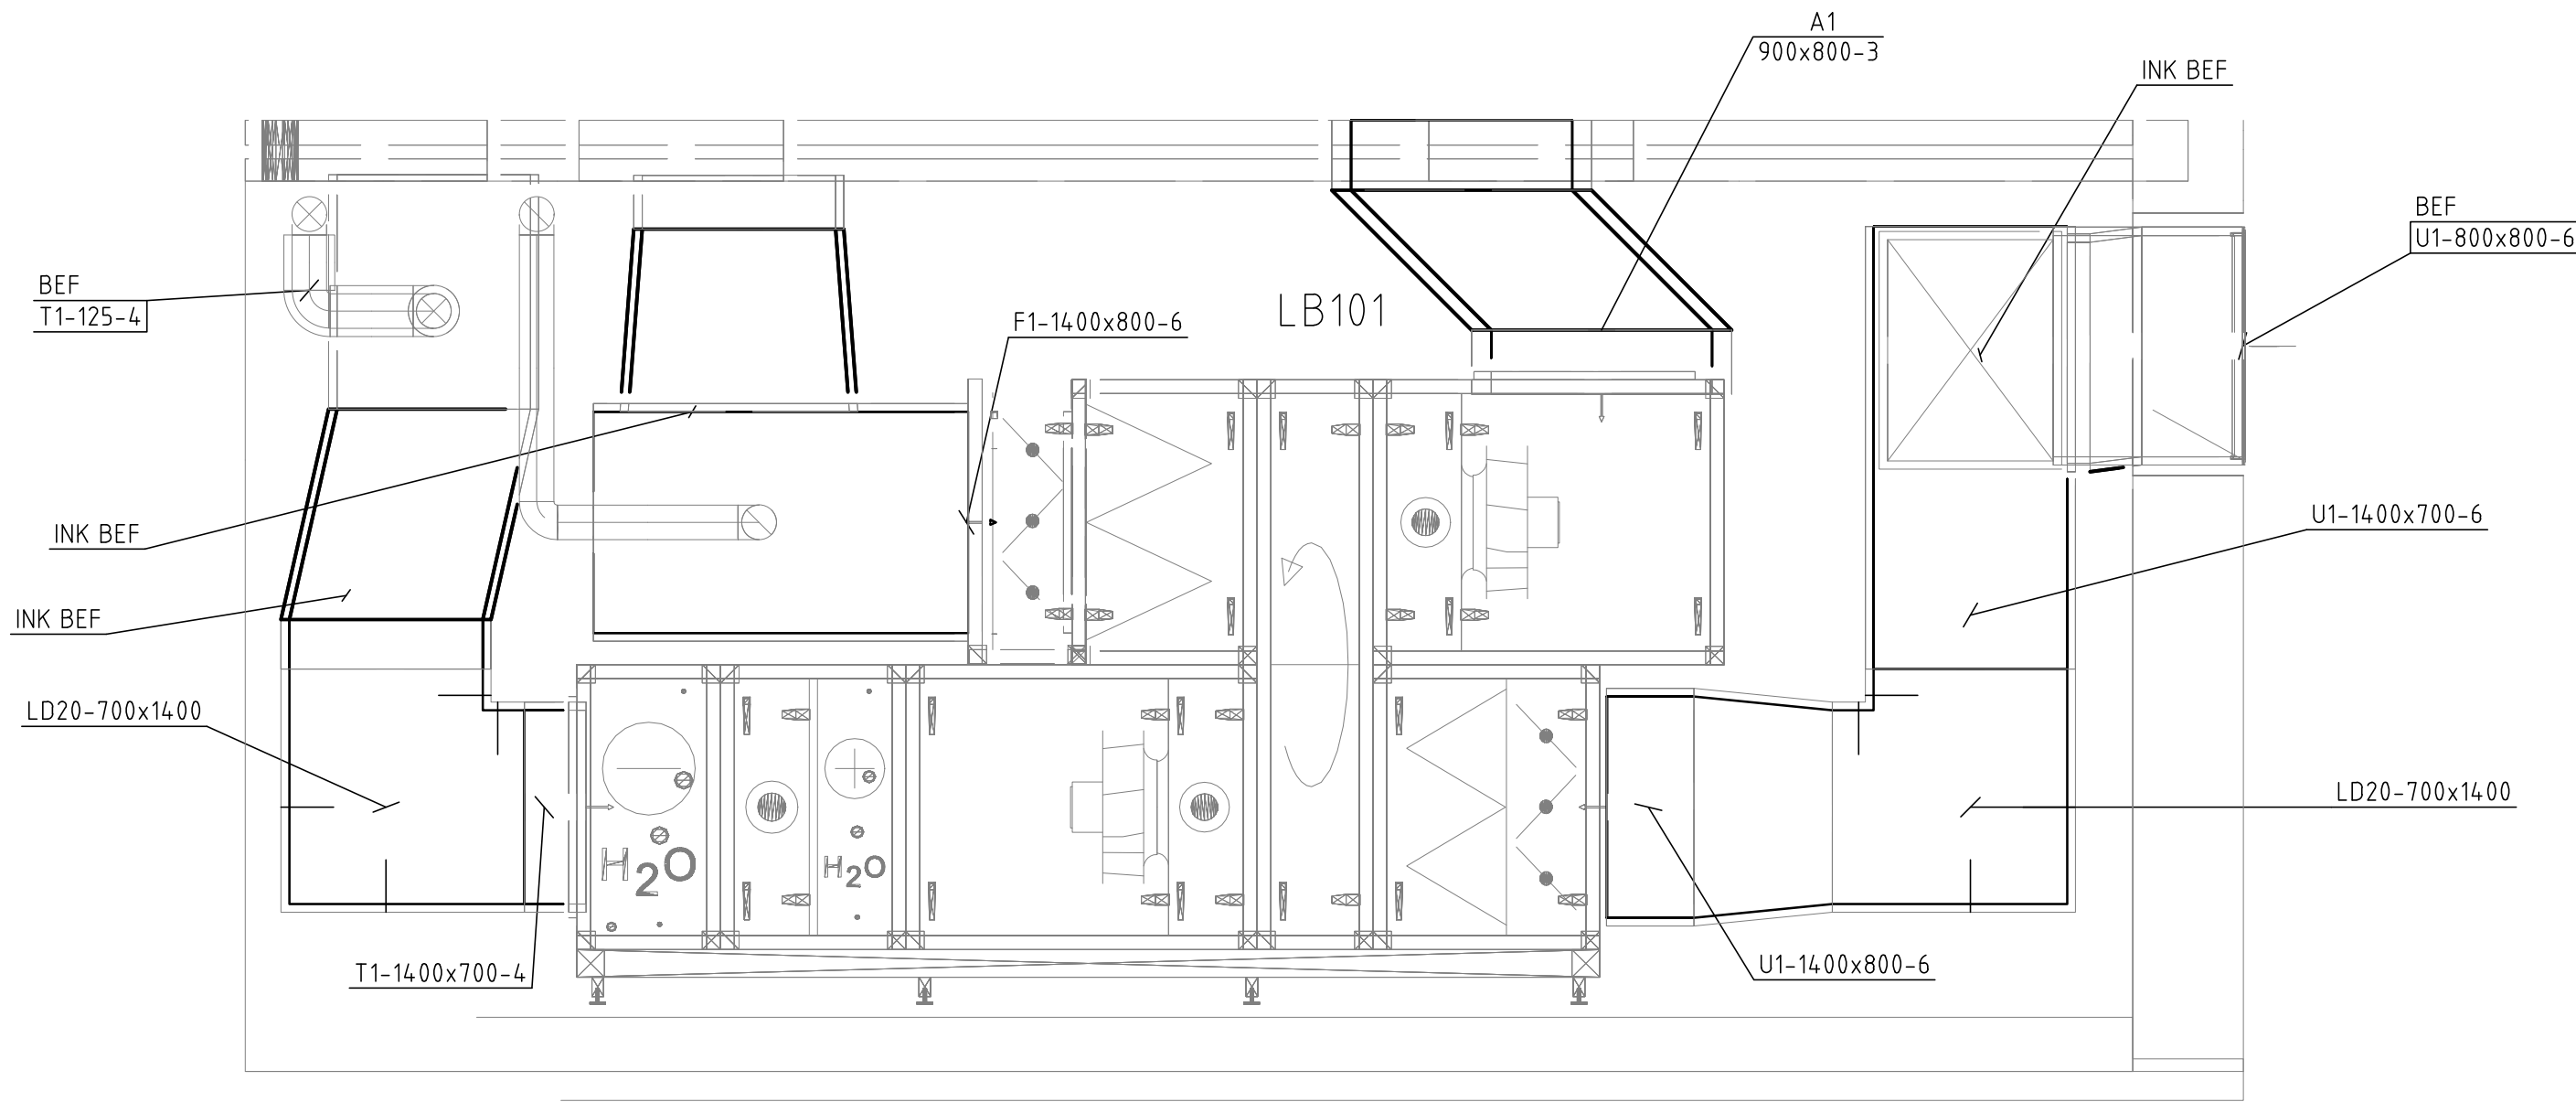 A1
900x800-3
INK BEF
BEF
U1-800x800-6
BEF
T1-125-4
F1-1400x800-6
LB101
INK BEF
U1-1400x700-6
INK BEF
LD20-700x1400
LD20-700x1400
H2O
H2O
T1-1400x700-4
U1-1400x800-6